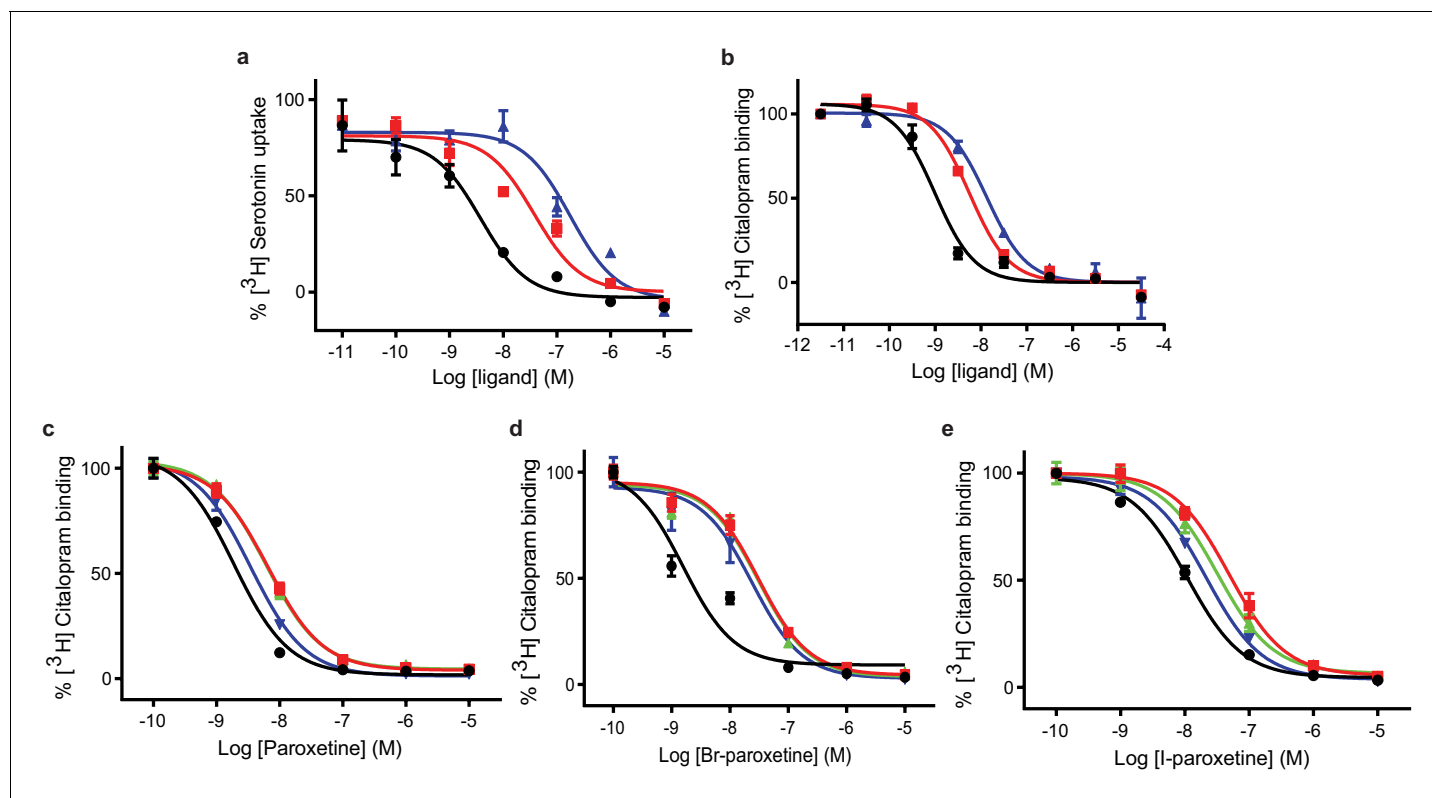 a
% [³H] Serotonin uptake
100
50
0
-11 -10 -9 -8 -7 -6 -5
Log [ligand] (M)
b
% [³H] Citalopram binding
100
50
0
-12 -11 -10 -9 -8 -7 -6 -5 -4
Log [ligand] (M)
c
% [³H] Citalopram binding
100
50
0
-10 -9 -8 -7 -6 -5
Log [Paroxetine] (M)
d
% [³H] Citalopram binding
100
50
0
-10 -9 -8 -7 -6 -5
Log [Br-paroxetine] (M)
e
% [³H] Citalopram binding
100
50
0
-10 -9 -8 -7 -6 -5
Log [I-paroxetine] (M)